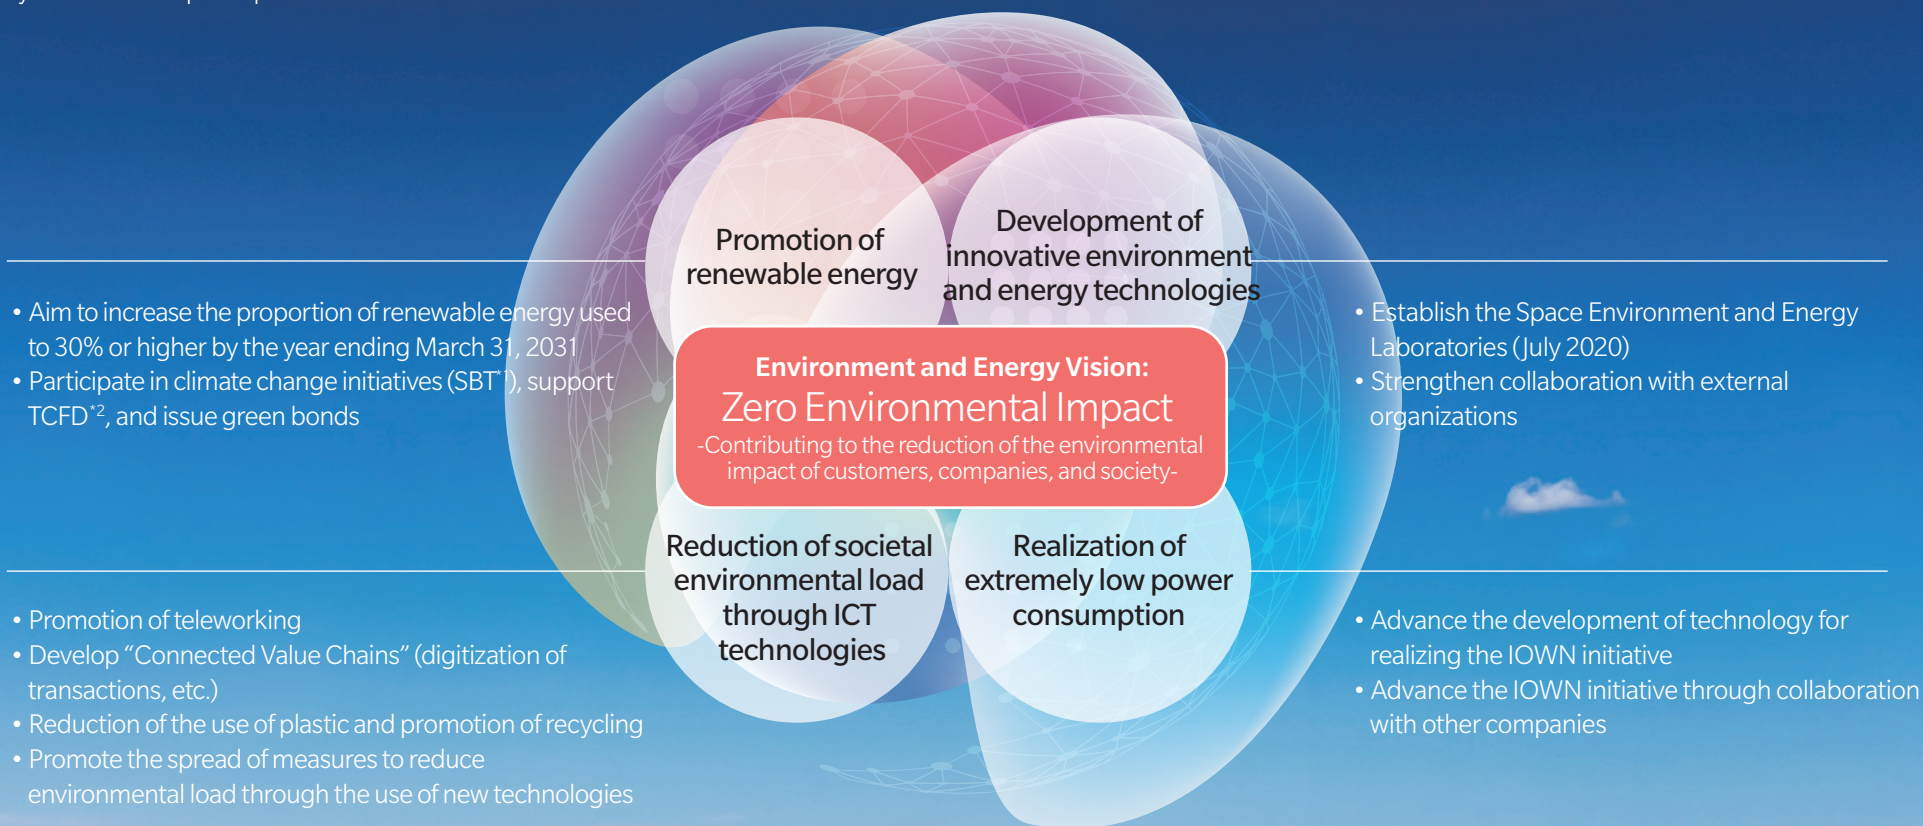 Promotion of
renewable energy
• Aim to increase the proportion of renewable energy used
to 30% or higher by the year ending March 31, 2031
• Participate in climate change initiatives (SBT*1), support
TCFD*2, and issue green bonds
Development of
innovative environment
and energy technologies
• Establish the Space Environment and Energy
Laboratories (July 2020)
• Strengthen collaboration with external
organizations
Environment and Energy Vision:
Zero Environmental Impact
-Contributing to the reduction of the environmental
impact of customers, companies, and society-
Reduction of societal
environmental load
through ICT
technologies
• Promotion of teleworking
• Develop “Connected Value Chains” (digitization of
transactions, etc.)
• Reduction of the use of plastic and promotion of recycling
• Promote the spread of measures to reduce
environmental load through the use of new technologies
Realization of
extremely low power
consumption
• Advance the development of technology for
realizing the IOWN initiative
• Advance the IOWN initiative through collaboration
with other companies